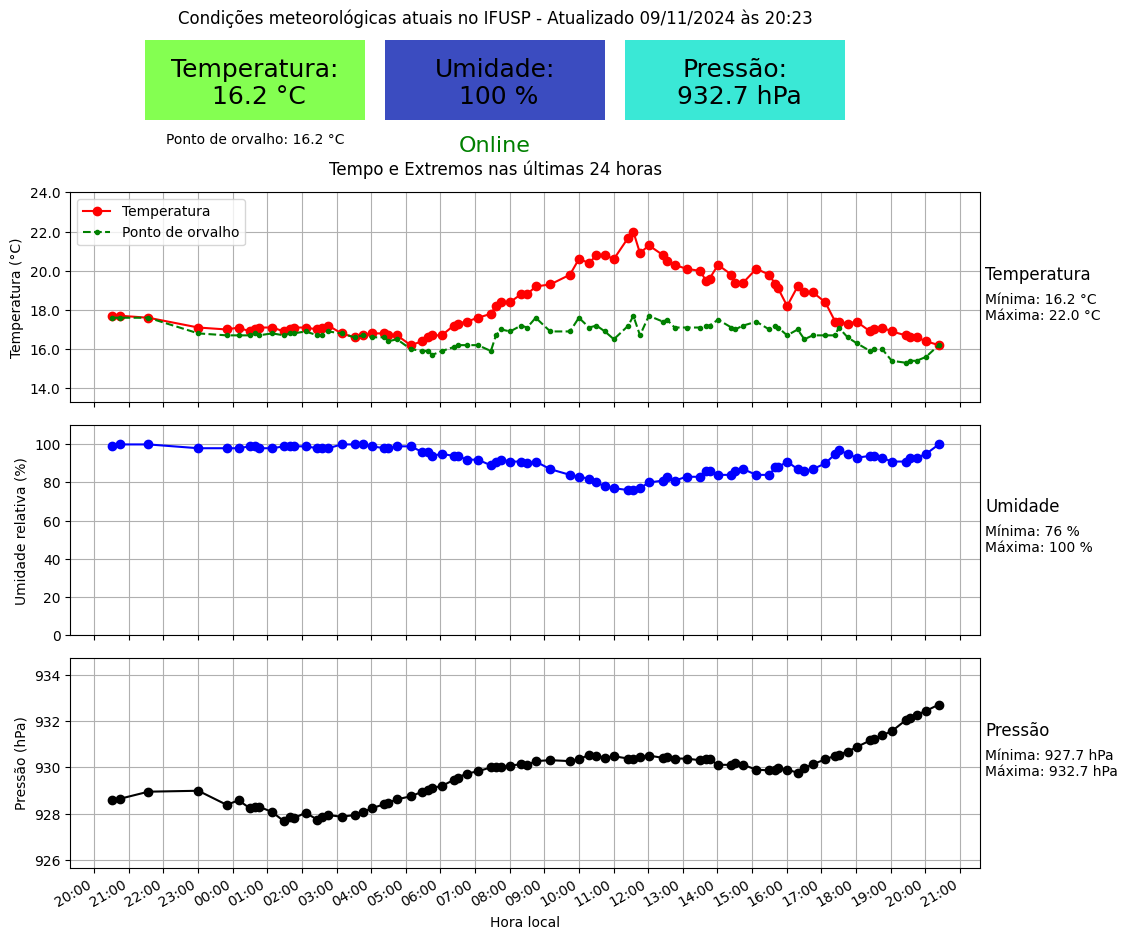 Condições meteorológicas atuais no IFUSP - Atualizado 09/11/2024 às 20:23
Temperatura:
16.2 °C
Umidade:
100 %
Pressão:
932.7 hPa
Ponto de orvalho: 16.2 °C
Online
Tempo e Extremos nas últimas 24 horas
24.0
22.0
20.0
18.0
16.0
14.0
Temperatura (°C)
Temperatura
Ponto de orvalho
Temperatura
Mínima: 16.2 °C
Máxima: 22.0 °C
100
80
60
40
20
0
Umidade relativa (%)
Umidade
Mínima: 76 %
Máxima: 100 %
934
932
930
928
926
Pressão (hPa)
Pressão
Mínima: 927.7 hPa
Máxima: 932.7 hPa
20:00 21:00 22:00 23:00 00:00 01:00 02:00 03:00 04:00 05:00 06:00 07:00 08:00 09:00 10:00 11:00 12:00 13:00 14:00 15:00 16:00 17:00 18:00 19:00 20:00 21:00
Hora local